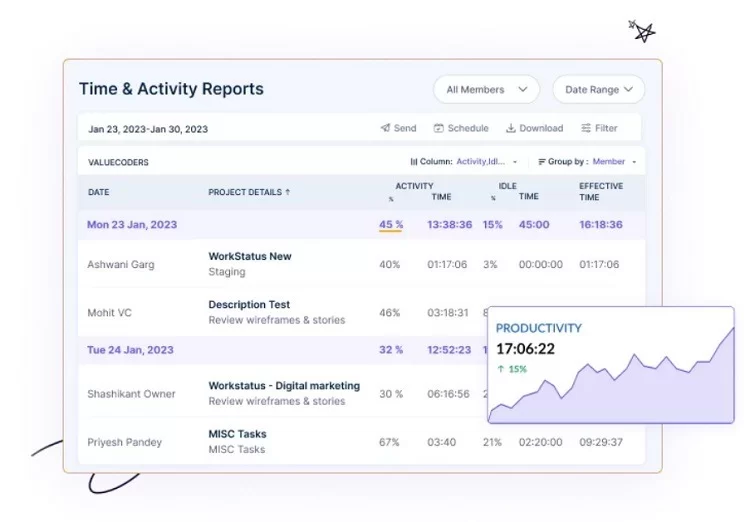 Time & Activity Reports
All Members
Date Range
Jan 23, 2023-Jan 30, 2023
Send
Schedule
Download
Filter
VALUECODERS
Column: Activity,Idl...
Group by : Member
DATE
PROJECT DETAILS ↑
ACTIVITY
% TIME
IDLE
% TIME
EFFECTIVE
TIME
Mon 23 Jan, 2023 45 % 13:38:36 15% 45:00 16:18:36
Ashwani Garg
WorkStatus New
Staging
40% 01:17:06 3% 00:00:00 01:17:06
Mohit VC
Description Test
Review wireframes & stories
46% 03:18:31
Tue 24 Jan, 2023 32 % 12:52:23
Shashikant Owner
Workstatus - Digital marketing
Review wireframes & stories
30 % 06:16:56
Priyesh Pandey
MISC Tasks
MISC Tasks
67% 03:40 21% 02:20:00 09:29:37
PRODUCTIVITY
17:06:22
↑ 15%